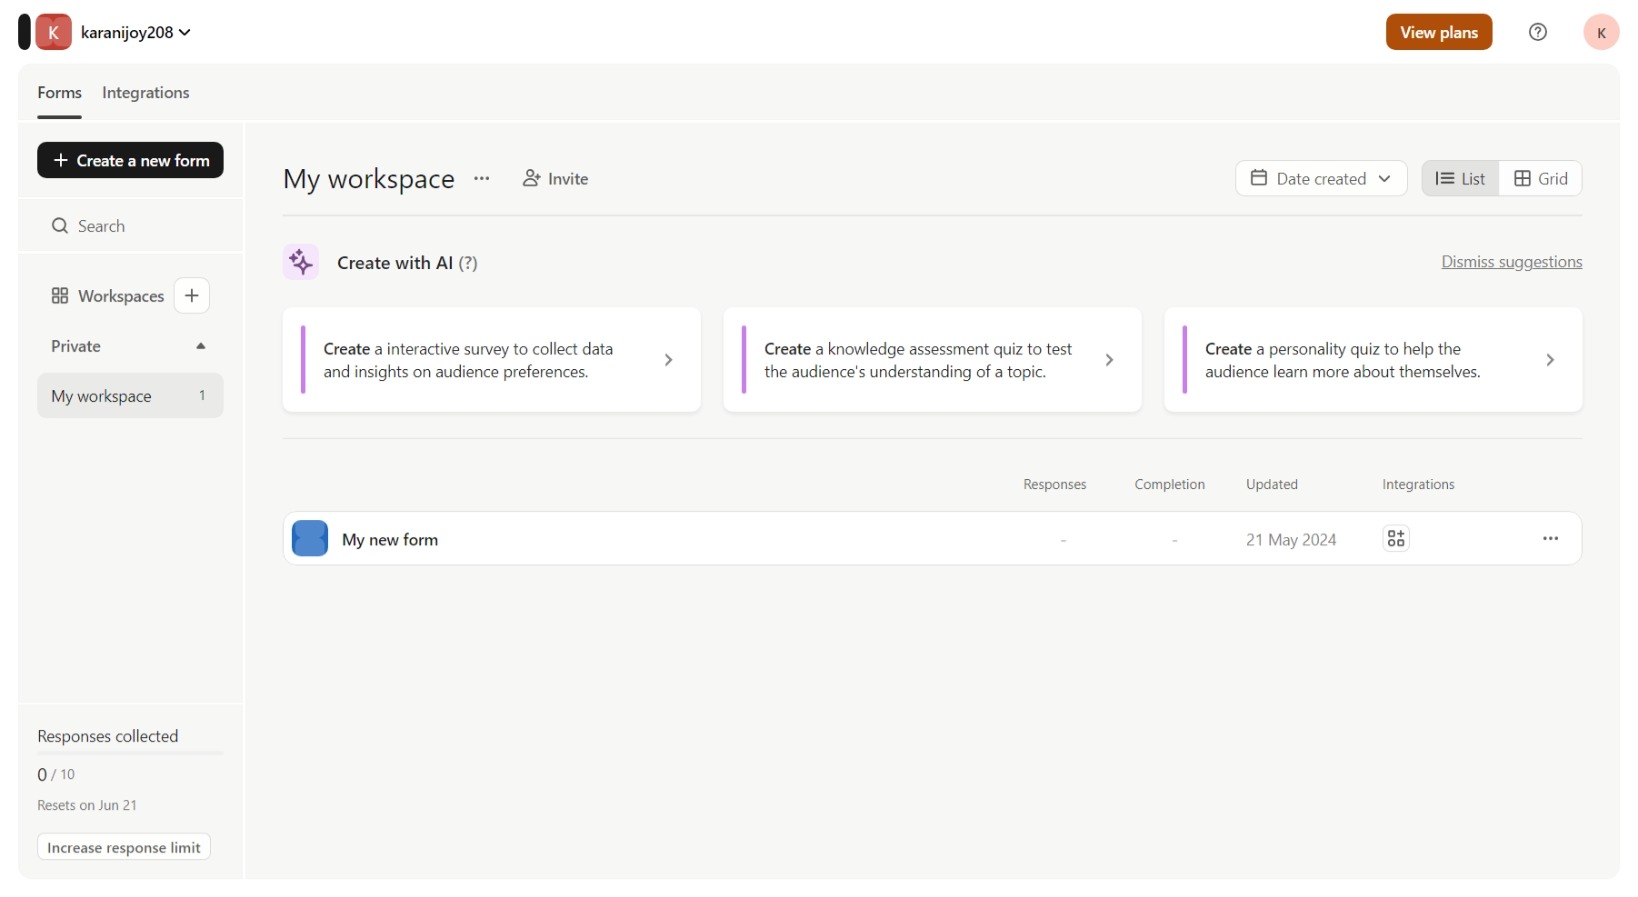 K karanijoy208
View plans
K
Forms Integrations
+ Create a new form
Search
Workspaces +
Private
My workspace 1
My workspace ... Invite
Date created
List Grid
Create with AI (?)
Dismiss suggestions
Create a interactive survey to collect data
and insights on audience preferences.
Create a knowledge assessment quiz to test
the audience's understanding of a topic.
Create a personality quiz to help the
audience learn more about themselves.
Responses Completion Updated Integrations
My new form - - 21 May 2024 ...
Responses collected
0 / 10
Resets on Jun 21
Increase response limit